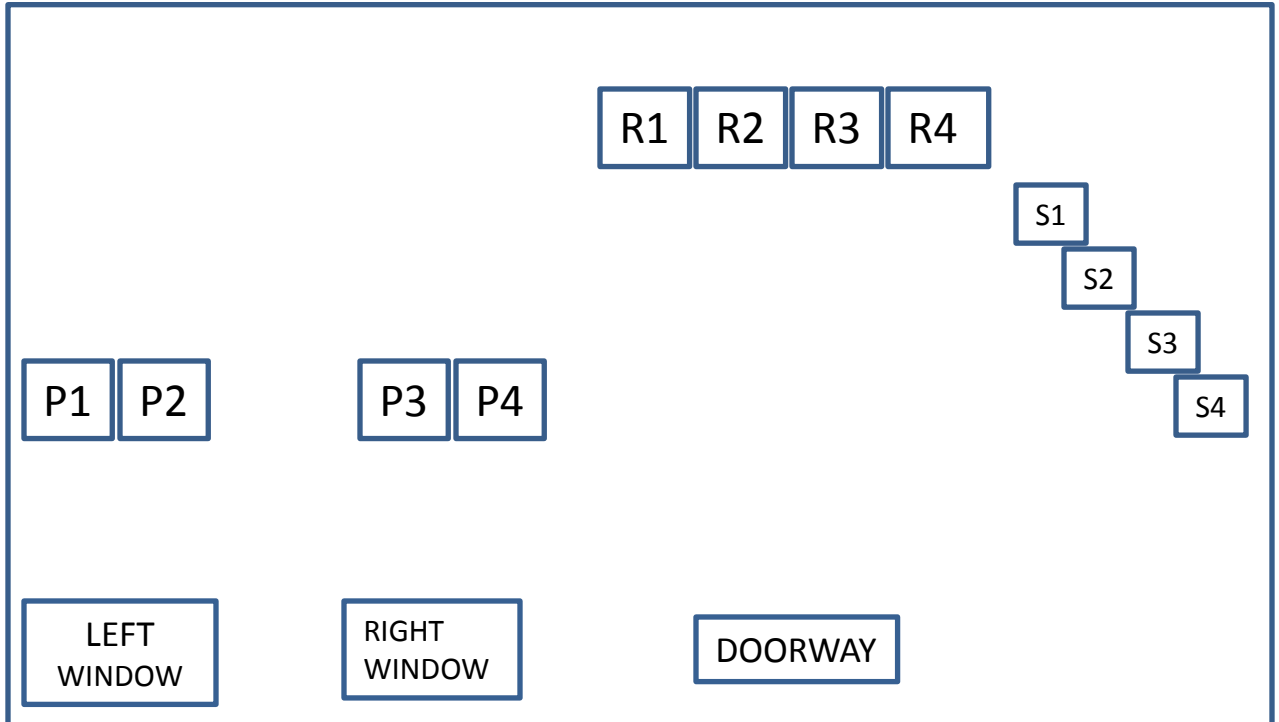 R1 R2 R3 R4
S1
S2
S3
P1 P2 P3 P4
S4
LEFT
WINDOW
RIGHT
WINDOW
DOORWAY